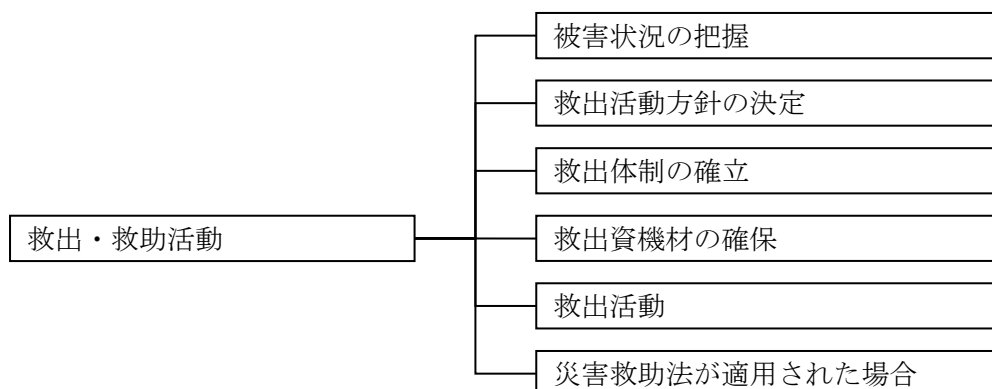 被害状況の把握
救出活動方針の決定
救出体制の確立
救出・救助活動
救出資機材の確保
救出活動
災害救助法が適用された場合